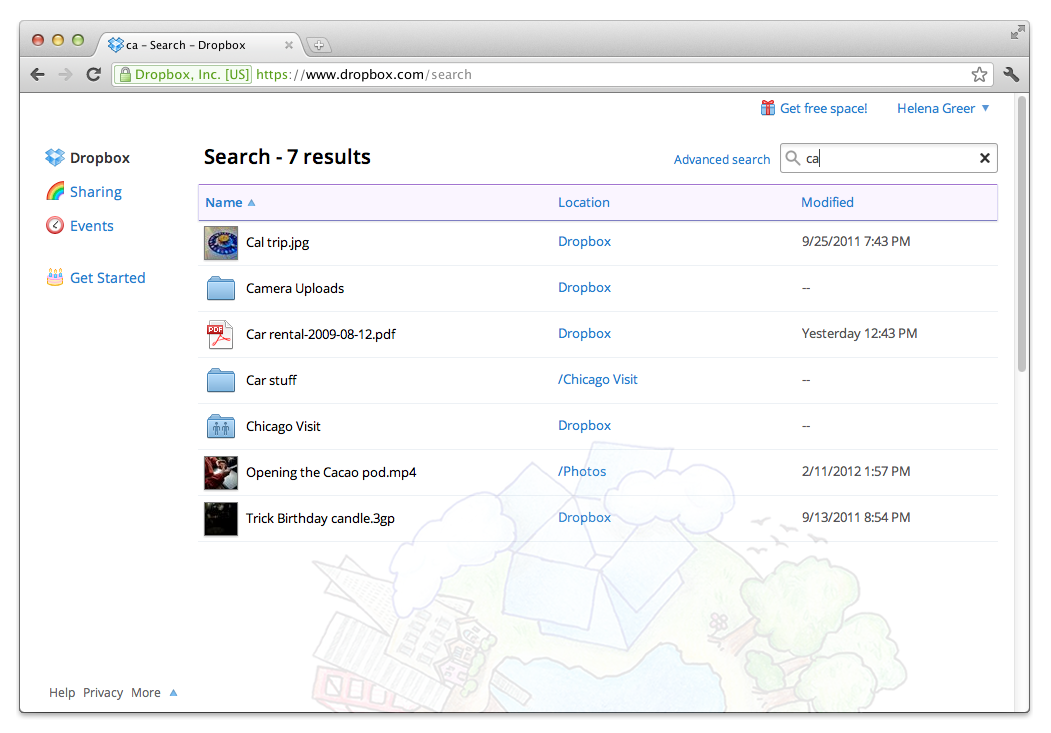 ca – Search – Dropbox
Dropbox, Inc. [US] https://www.dropbox.com/search
Get free space! Helena Greer
Dropbox
Sharing
Events
Get Started
Search - 7 results
Advanced search ca
Name Location Modified
Cal trip.jpg Dropbox 9/25/2011 7:43 PM
Camera Uploads Dropbox --
PDF Car rental-2009-08-12.pdf Dropbox Yesterday 12:43 PM
Car stuff /Chicago Visit --
Chicago Visit Dropbox --
Opening the Cacao pod.mp4 /Photos 2/11/2012 1:57 PM
Trick Birthday candle.3gp Dropbox 9/13/2011 8:54 PM
Help Privacy More